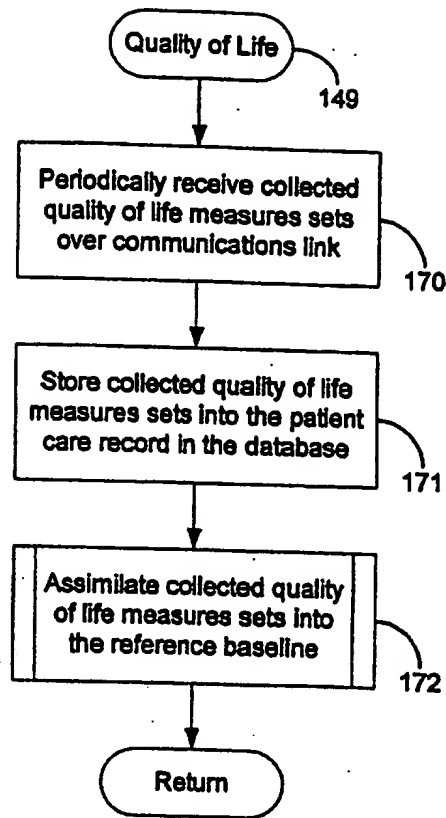 Quality of Life
149
Periodically receive collected
quality of life measures sets
over communications link
170
Store collected quality of life
measures sets into the patient
care record in the database
171
Assimilate collected quality
of life measures sets into
the reference baseline
172
Return